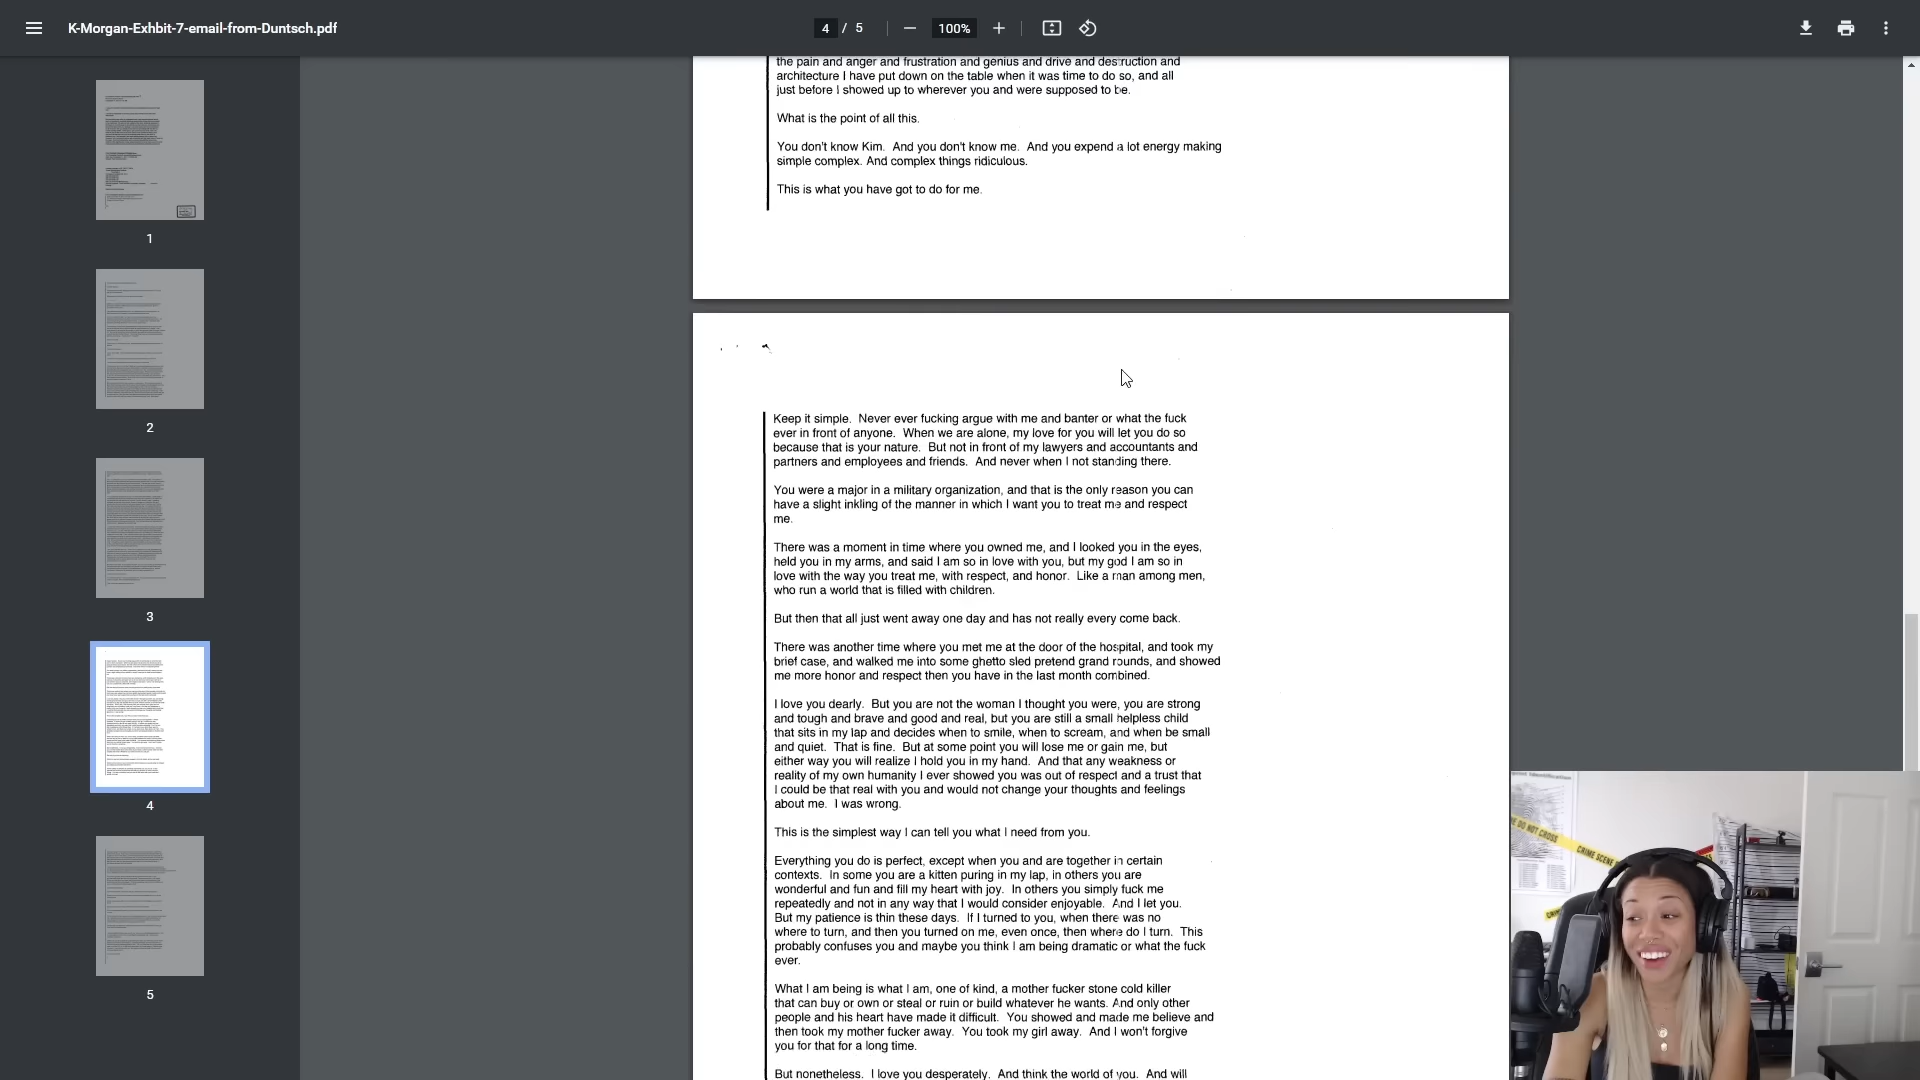 K-Morgan-Exhbit-7-email-from-Duntsch.pdf
4 / 5
100%
1
2
3
4
5
the pain and anger and frustration and genius and drive and destruction and
architecture I have put down on the table when it was time to do so, and all
just before I showed up to wherever you and were supposed to be.
What is the point of all this.
You don't know Kim. And you don't know me. And you expend a lot energy making
simple complex. And complex things ridiculous.
This is what you have got to do for me.
Keep it simple. Never ever fucking argue with me and banter or what the fuck
ever in front of anyone. When we are alone, my love for you will let you do so
because that is your nature. But not in front of my lawyers and accountants and
partners and employees and friends. And never when I not standing there.
You were a major in a military organization, and that is the only reason you can
have a slight inkling of the manner in which I want you to treat me and respect
me.
There was a moment in time where you owned me, and I looked you in the eyes,
held you in my arms, and said I am so in love with you, but my god I am so in
love with the way you treat me, with respect, and honor. Like a man among men,
who run a world that is filled with children.
But then that all just went away one day and has not really every come back.
There was another time where you met me at the door of the hospital, and took my
brief case, and walked me into some ghetto sled pretend grand rounds, and showed
me more honor and respect then you have in the last month combined.
I love you dearly. But you are not the woman I thought you were, you are strong
and tough and brave and good and real, but you are still a small helpless child
that sits in my lap and decides when to smile, when to scream, and when be small
and quiet. That is fine. But at some point you will lose me or gain me, but
either way you will realize I hold you in my hand. And that any weakness or
reality of my own humanity I ever showed you was out of respect and a trust that
I could be that real with you and would not change your thoughts and feelings
about me. I was wrong.
This is the simplest way I can tell you what I need from you.
Everything you do is perfect, except when you and are together in certain
contexts. In some you are a kitten puring in my lap, in others you are
wonderful and fun and fill my heart with joy. In others you simply fuck me
repeatedly and not in any way that I would consider enjoyable. And I let you.
But my patience is thin these days. If I turned to you, when there was no
where to turn, and then you turned on me, even once, then where do I turn. This
probably confuses you and maybe you think I am being dramatic or what the fuck
ever.
What I am being is what I am, one of kind, a mother fucker stone cold killer
that can buy or own or steal or ruin or build whatever he wants. And only other
people and his heart have made it difficult. You showed and made me believe and
then took my mother fucker away. You took my girl away. And I won't forgive
you for that for a long time.
But nonetheless. I love you desperately. And think the world of you. And will
DO NOT CROSS
CRIME SCENE